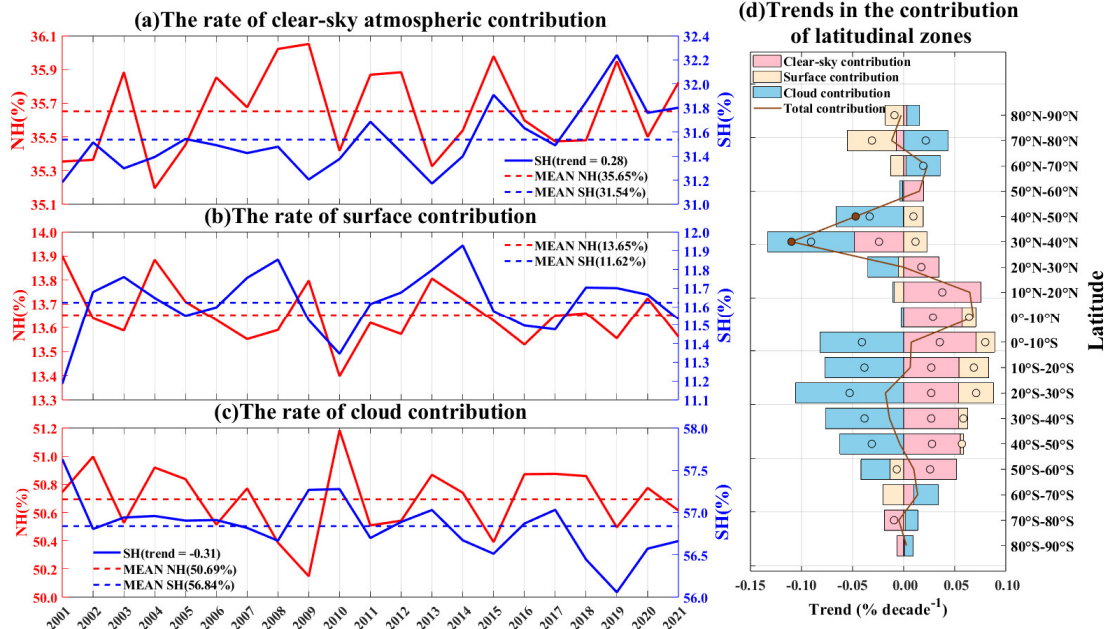 (a)The rate of clear-sky atmospheric contribution
36.1
35.9
35.7
35.5
35.3
35.1
NH(%)
32.4
32.2
32.0
31.8
31.6
31.4
31.2
31.0
SH(%)
SH(trend = 0.28)
MEAN NH(35.65%)
MEAN SH(31.54%)
(b)The rate of surface contribution
14.0
13.9
13.8
13.7
13.6
13.5
13.4
13.3
NH(%)
12.0
11.9
11.8
11.7
11.6
11.5
11.4
11.3
11.2
11.1
SH(%)
MEAN NH(13.65%)
MEAN SH(11.62%)
(c)The rate of cloud contribution
51.2
51.0
50.8
50.6
50.4
50.2
50.0
NH(%)
58.0
57.5
57.0
56.5
56.0
SH(%)
SH(trend = -0.31)
MEAN NH(50.69%)
MEAN SH(56.84%)
2001 2002 2003 2004 2005 2006 2007 2008 2009 2010 2011 2012 2013 2014 2015 2016 2017 2018 2019 2020 2021
(d)Trends in the contribution
of latitudinal zones
Clear-sky contribution
Surface contribution
Cloud contribution
Total contribution
80°N-90°N
70°N-80°N
60°N-70°N
50°N-60°N
40°N-50°N
30°N-40°N
20°N-30°N
10°N-20°N
0°-10°N
0°-10°S
10°S-20°S
20°S-30°S
30°S-40°S
40°S-50°S
50°S-60°S
60°S-70°S
70°S-80°S
80°S-90°S
Latitude
-0.15 -0.10 -0.05 0.00 0.05 0.10
Trend (% decade⁻¹)